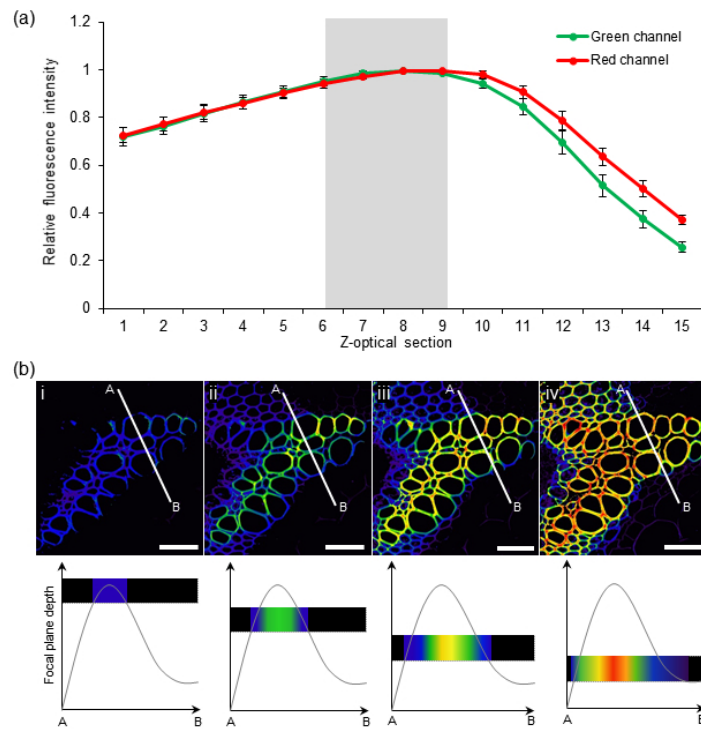 (a)
1.2
1
0.8
0.6
0.4
0.2
0
Relative fluorescence intensity
Green channel
Red channel
1 2 3 4 5 6 7 8 9 10 11 12 13 14 15
Z-optical section
(b)
i
A
B
ii
A
B
iii
A
B
iv
A
B
Focal plane depth
A B
A B
A B
A B